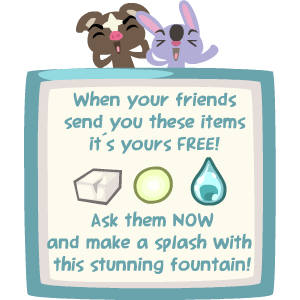 When your friends
send you these items
it´s yours FREE!
Ask them NOW
and make a splash with
this stunning fountain!